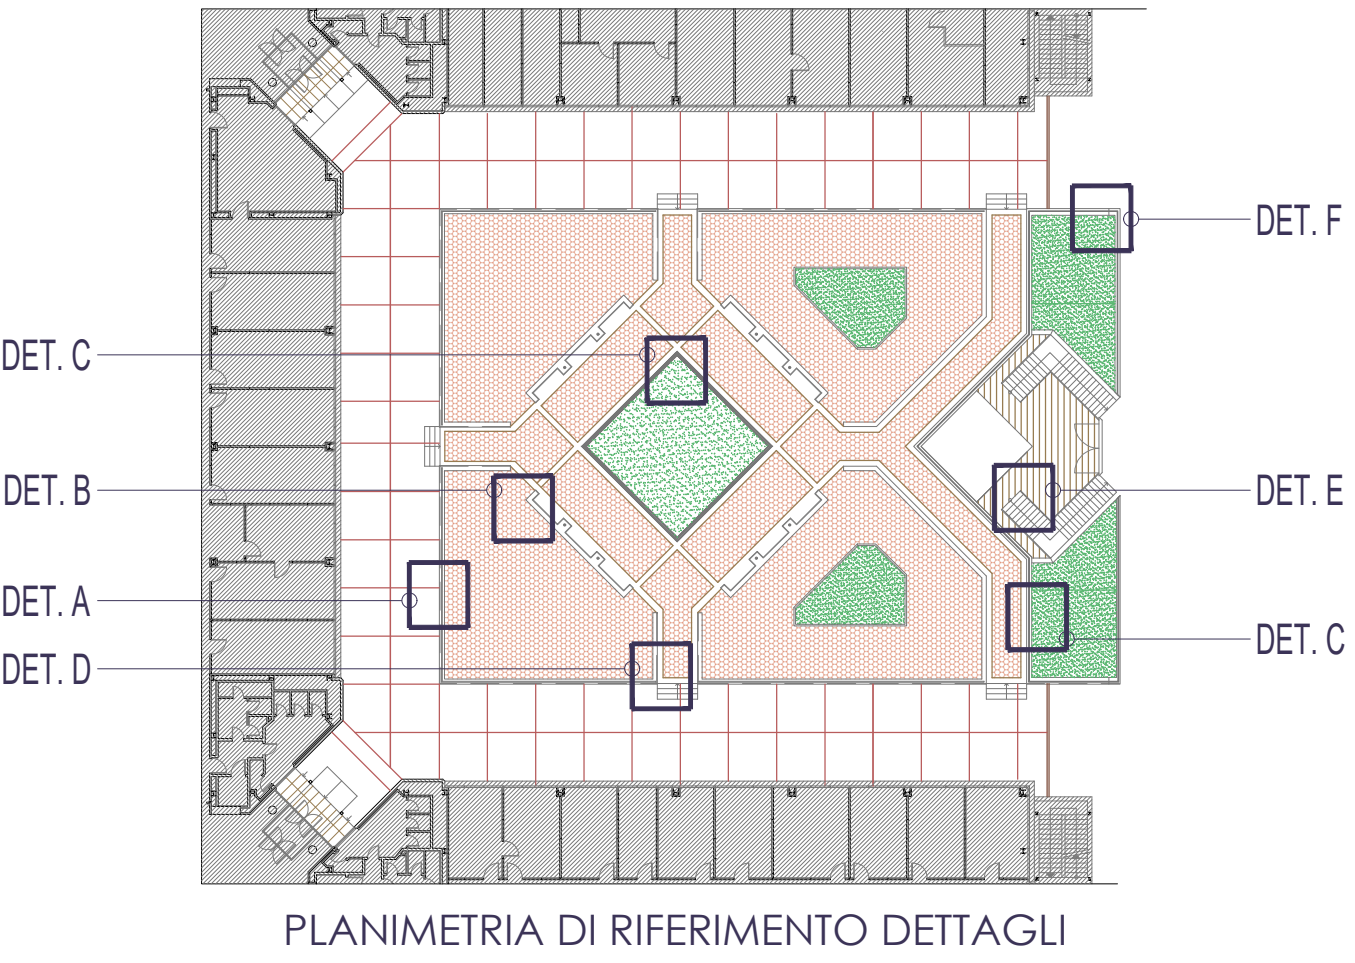 DET. F
DET. C
DET. B
DET. E
DET. A
DET. C
DET. D
PLANIMETRIA DI RIFERIMENTO DETTAGLI